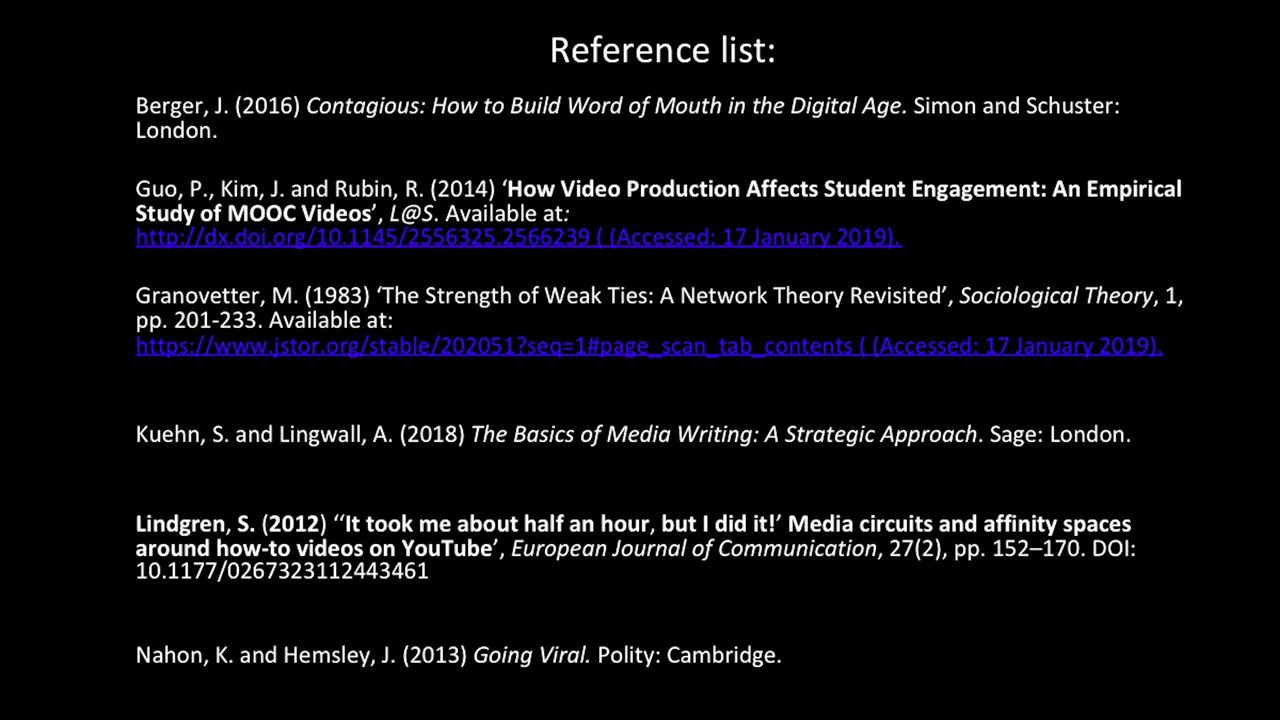 Reference list:
Berger, J. (2016) Contagious: How to Build Word of Mouth in the Digital Age. Simon and Schuster:
London.
Guo, P., Kim, J. and Rubin, R. (2014) ‘How Video Production Affects Student Engagement: An Empirical
Study of MOOC Videos’, L@S. Available at:
http://dx.doi.org/10.1145/2556325.2566239 ( (Accessed: 17 January 2019).
Granovetter, M. (1983) ‘The Strength of Weak Ties: A Network Theory Revisited’, Sociological Theory, 1,
pp. 201-233. Available at:
https://www.jstor.org/stable/202051?seq=1#page_scan_tab_contents ( (Accessed: 17 January 2019).
Kuehn, S. and Lingwall, A. (2018) The Basics of Media Writing: A Strategic Approach. Sage: London.
Lindgren, S. (2012) ‘‘It took me about half an hour, but I did it!’ Media circuits and affinity spaces
around how-to videos on YouTube’, European Journal of Communication, 27(2), pp. 152–170. DOI:
10.1177/0267323112443461
Nahon, K. and Hemsley, J. (2013) Going Viral. Polity: Cambridge.